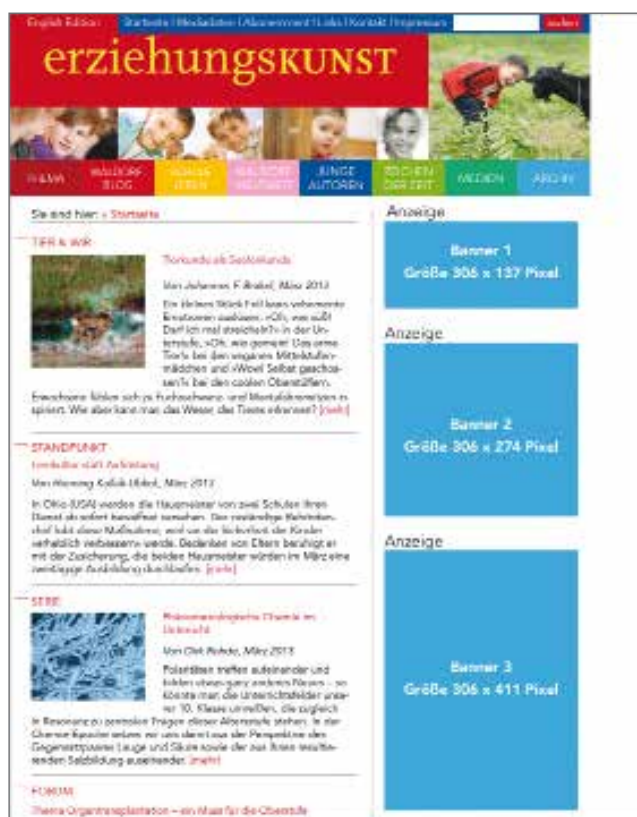 English Edition
Startseite | Mediadaten | Abonnement | Links | Kontakt | Impressum
suchen
erziehungsKUNST
THEMA
WALDORF
BLOG
JUNGE
AUTOREN
ZEICHEN
DER ZEIT
MEDIEN
ARCHIV
Sie sind hier: » Startseite
TIER & WIR
Tierkunde als Seelenkunde
Von Johannes F. Brakel, März 2013
Ein kleines Stück Fell kann vehemente
Emotionen auslösen: »Oh, wie süß!
Darf ich mal streicheln?« in der Un-
terstufe, »Oh, wie gemein! Das arme
Tier!« bei den veganen Mittelstufen-
mädchen und »Wow! Selbst geschos-
sen?« bei den coolen Oberstüflern.
Erwachsene fühlen sich zu Fuchsschwanz- und
spiriert. Wie aber kann man das Wesen des Tieres erkennen? [mehr]
STANDPUNKT
Lernkultur statt Aufrüstung
Von Henning Kullak-Ublick, März 2013
In Ohio (USA) werden die Hausmeister von zwei Schulen ihren
Dienst ab sofort bewaffnet versehen. Der zuständige
chef lobt diese Maßnahme, weil sie die Sicherheit der Kinder
»erheblich verbessern« werde. Bedenken von Eltern beruhigt er
mit der Zusicherung, die beiden Hausmeister würden im März eine
zweitägige Ausbildung durchlaufen. [mehr]
SERIE
Phänomenologische Chemie im
Unterricht
Von Dirk Rohde, März 2013
Polaritäten treffen aufeinander und
bilden etwas ganz anderes Neues – so
könnte man die Unterrichtsfelder unse-
rer 10. Klasse umreißen, die zugleich
in Resonanz zu zentralen Fragen dieser Altersstufe stehen. In der
Chemie-Epoche setzen wir uns damit aus der Perspektive des
Gegensatzpaares Lauge und Säure sowie der aus ihnen resultie-
renden Salzbildung auseinander. [mehr]
FORUM
Thema Organtransplantation – ein Muss für die Oberstufe
Anzeige
Banner 1
Größe 306 x 137 Pixel
Anzeige
Banner 2
Größe 306 x 274 Pixel
Anzeige
Banner 3
Größe 306 x 411 Pixel